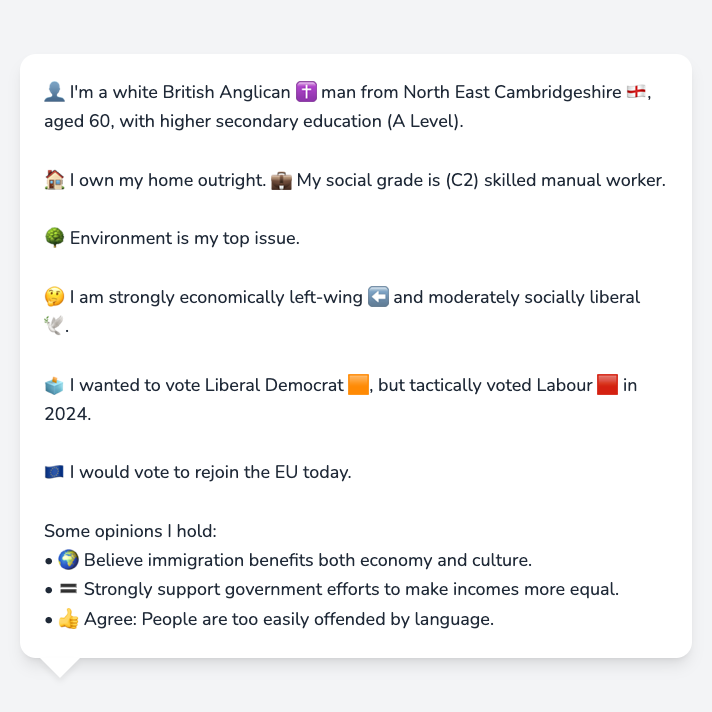 👤 I'm a white British Anglican ✝️ man from North East Cambridgeshire 🏴󠁧󠁢󠁥󠁮󠁧󠁿,
aged 60, with higher secondary education (A Level).
🏠 I own my home outright. 💼 My social grade is (C2) skilled manual worker.
🌳 Environment is my top issue.
🤔 I am strongly economically left-wing ⬅️ and moderately socially liberal
🕊️.
🗳️ I wanted to vote Liberal Democrat 🟧, but tactically voted Labour 🟥 in
2024.
🇪🇺 I would vote to rejoin the EU today.
Some opinions I hold:
• 🌍 Believe immigration benefits both economy and culture.
• 🟰 Strongly support government efforts to make incomes more equal.
• 👍 Agree: People are too easily offended by language.